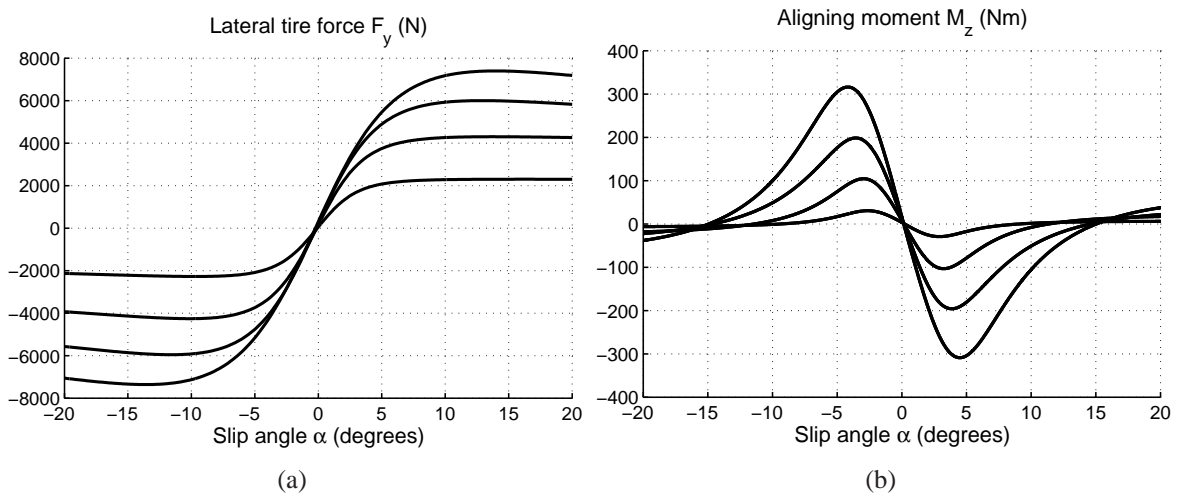 Lateral tire force F_y (N)
8000
6000
4000
2000
0
−2000
−4000
−6000
−8000
−20 −15 −10 −5 0 5 10 15 20
Slip angle α (degrees)
(a)
Aligning moment M_z (Nm)
400
300
200
100
0
−100
−200
−300
−400
−20 −15 −10 −5 0 5 10 15 20
Slip angle α (degrees)
(b)